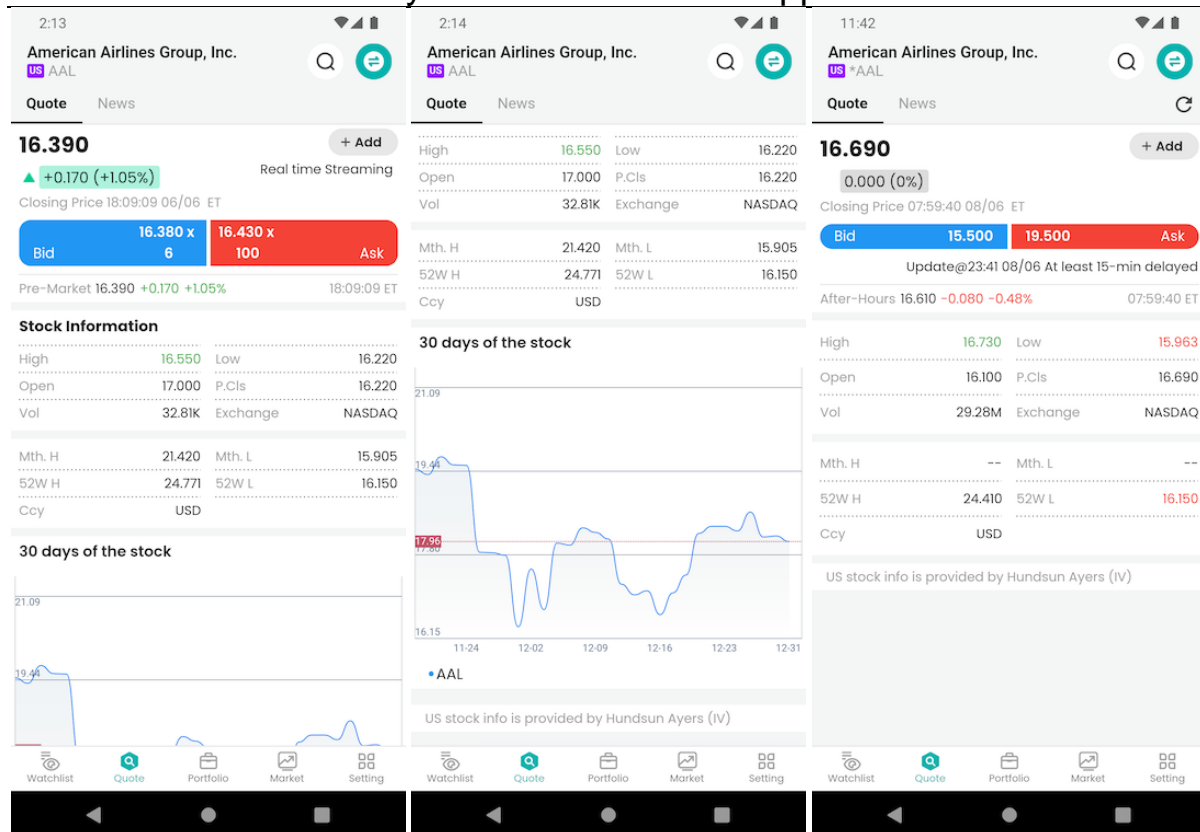 2:13
American Airlines Group, Inc.
US AAL
Quote News
16.390
+ Add
+0.170 (+1.05%)
Real time Streaming
Closing Price 18:09:09 06/06 ET
16.380 x 16.430 x
Bid 6 100 Ask
Pre-Market 16.390 +0.170 +1.05% 18:09:09 ET
Stock Information
High 16.550 Low 16.220
Open 17.000 P.Cls 16.220
Vol 32.81K Exchange NASDAQ
Mth. H 21.420 Mth. L 15.905
52W H 24.771 52W L 16.150
Ccy USD
30 days of the stock
21.09
19.44
Watchlist Quote Portfolio Market Setting
2:14
American Airlines Group, Inc.
US AAL
Quote News
High 16.550 Low 16.220
Open 17.000 P.Cls 16.220
Vol 32.81K Exchange NASDAQ
Mth. H 21.420 Mth. L 15.905
52W H 24.771 52W L 16.150
Ccy USD
30 days of the stock
21.09
19.44
17.96
17.80
16.15
11-24 12-02 12-09 12-16 12-23 12-31
AAL
US stock info is provided by Hundsun Ayers (IV)
Watchlist Quote Portfolio Market Setting
11:42
American Airlines Group, Inc.
US *AAL
Quote News
16.690
+ Add
0.000 (0%)
Closing Price 07:59:40 08/06 ET
Bid 15.500 19.500 Ask
Update@23:41 08/06 At least 15-min delayed
After-Hours 16.610 -0.080 -0.48% 07:59:40 ET
High 16.730 Low 15.963
Open 16.100 P.Cls 16.690
Vol 29.28M Exchange NASDAQ
Mth. H -- Mth. L --
52W H 24.410 52W L 16.150
Ccy USD
US stock info is provided by Hundsun Ayers (IV)
Watchlist Quote Portfolio Market Setting